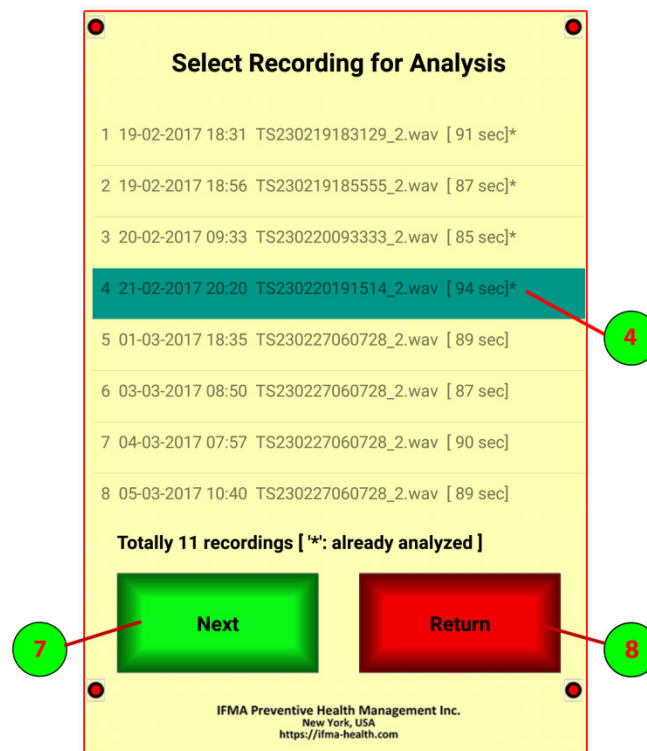 Select Recording for Analysis
1 19-02-2017 18:31 TS230219183129_2.wav [ 91 sec]*
2 19-02-2017 18:56 TS230219185555_2.wav [ 87 sec]*
3 20-02-2017 09:33 TS230220093333_2.wav [ 85 sec]*
4 21-02-2017 20:20 TS230220191514_2.wav [ 94 sec]*
4
5 01-03-2017 18:35 TS230227060728_2.wav [ 89 sec]
6 03-03-2017 08:50 TS230227060728_2.wav [ 87 sec]
7 04-03-2017 07:57 TS230227060728_2.wav [ 90 sec]
8 05-03-2017 10:40 TS230227060728_2.wav [ 89 sec]
Totally 11 recordings [ '*': already analyzed ]
Next
Return
7
8
IFMA Preventive Health Management Inc.
New York, USA
https://ifma-health.com